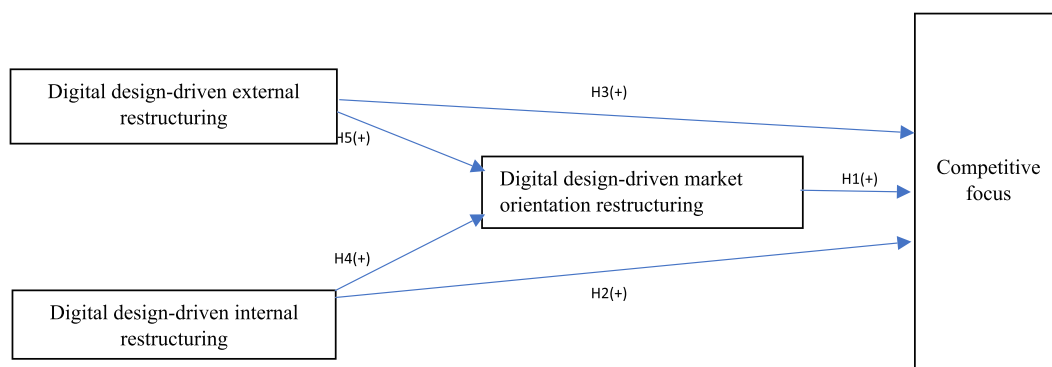 Digital design-driven external
restructuring
H3(+)
H5(+)
Digital design-driven market
orientation restructuring
H1(+)
Competitive
focus
H4(+)
H2(+)
Digital design-driven internal
restructuring